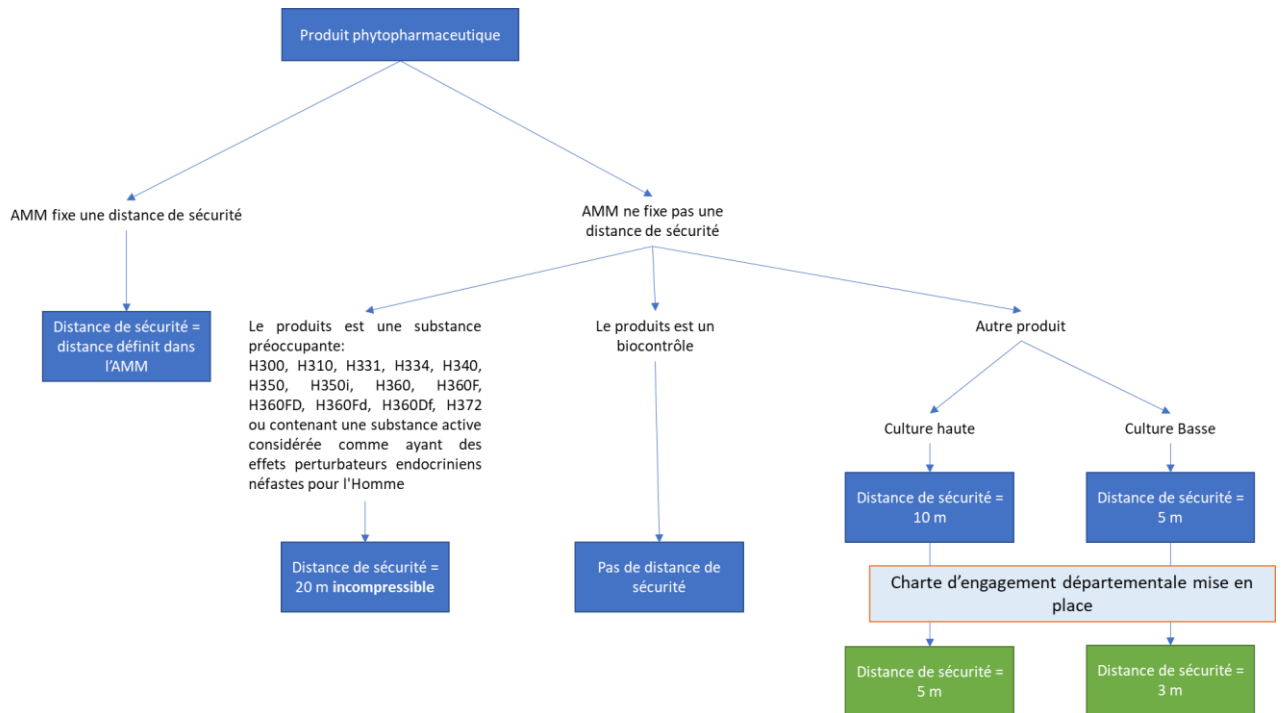 Produit phytopharmaceutique
AMM fixe une distance de sécurité
AMM ne fixe pas une
distance de sécurité
Distance de sécurité =
distance définit dans
l'AMM
Le produits est une substance
préoccupante:
H300, H310, H331, H334, H340,
H350, H350i, H360, H360F,
H360FD, H360Fd, H360Df, H372
ou contenant une substance active
considérée comme ayant des
effets perturbateurs endocriniens
néfastes pour l'Homme
Distance de sécurité =
20 m incompressible
Le produits est un
biocontrôle
Pas de distance de
sécurité
Autre produit
Culture haute
Culture Basse
Distance de sécurité =
10 m
Distance de sécurité =
5 m
Charte d'engagement départementale mise en
place
Distance de sécurité =
5 m
Distance de sécurité =
3 m